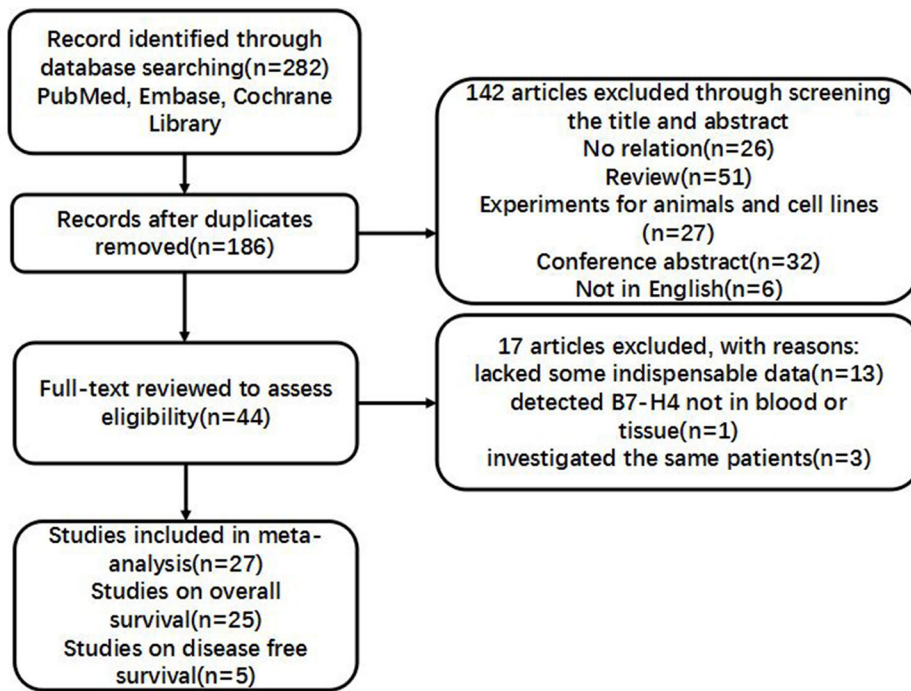 Record identified through
database searching(n=282)
PubMed, Embase, Cochrane
Library
142 articles excluded through screening
the title and abstract
No relation(n=26)
Review(n=51)
Experiments for animals and cell lines
(n=27)
Conference abstract(n=32)
Not in English(n=6)
Records after duplicates
removed(n=186)
17 articles excluded, with reasons:
lacked some indispensable data(n=13)
detected B7-H4 not in blood or
tissue(n=1)
investigated the same patients(n=3)
Full-text reviewed to assess
eligibility(n=44)
Studies included in meta-
analysis(n=27)
Studies on overall
survival(n=25)
Studies on disease free
survival(n=5)